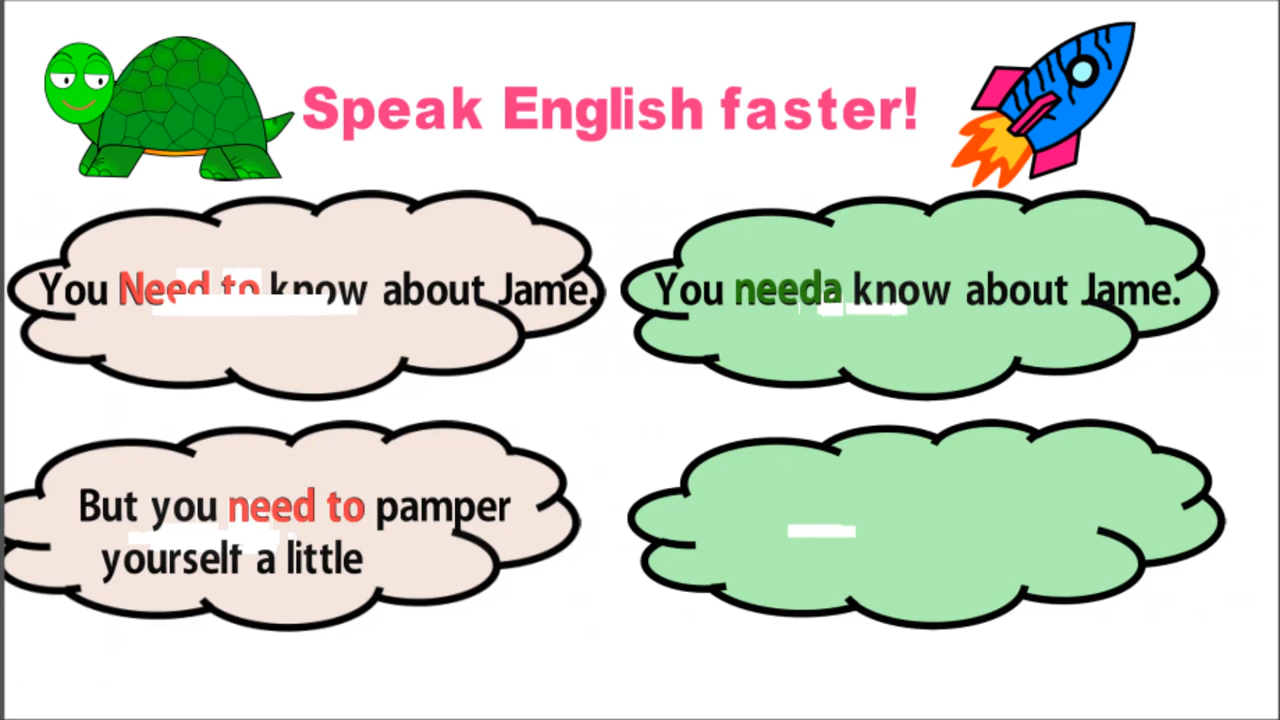 Speak English faster!
You Need to know about Jame.
You needa know about Jame.
But you need to pamper
yourself a little